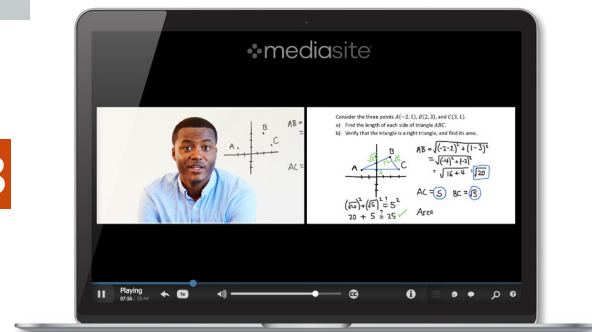 mediasite
B
A.
C
AB=
=
AC=
Consider the three points A(−2, 1), B(2, 3), and C(3, 1).
a) Find the length of each side of triangle ABC.
b) Verify that the triangle is a right triangle, and find its area.
B
A
C
5
AB = √(-2-2)² + (1-3)²
= √(-4)² + (-2)²
= √16 + 4 = √20
AC = 5 BC = √5
(√20)² + (√5)² ≟ 5²
20 + 5 ≟ 25 ✓
Area
Playing
07:56 / 23:44
1x
CC